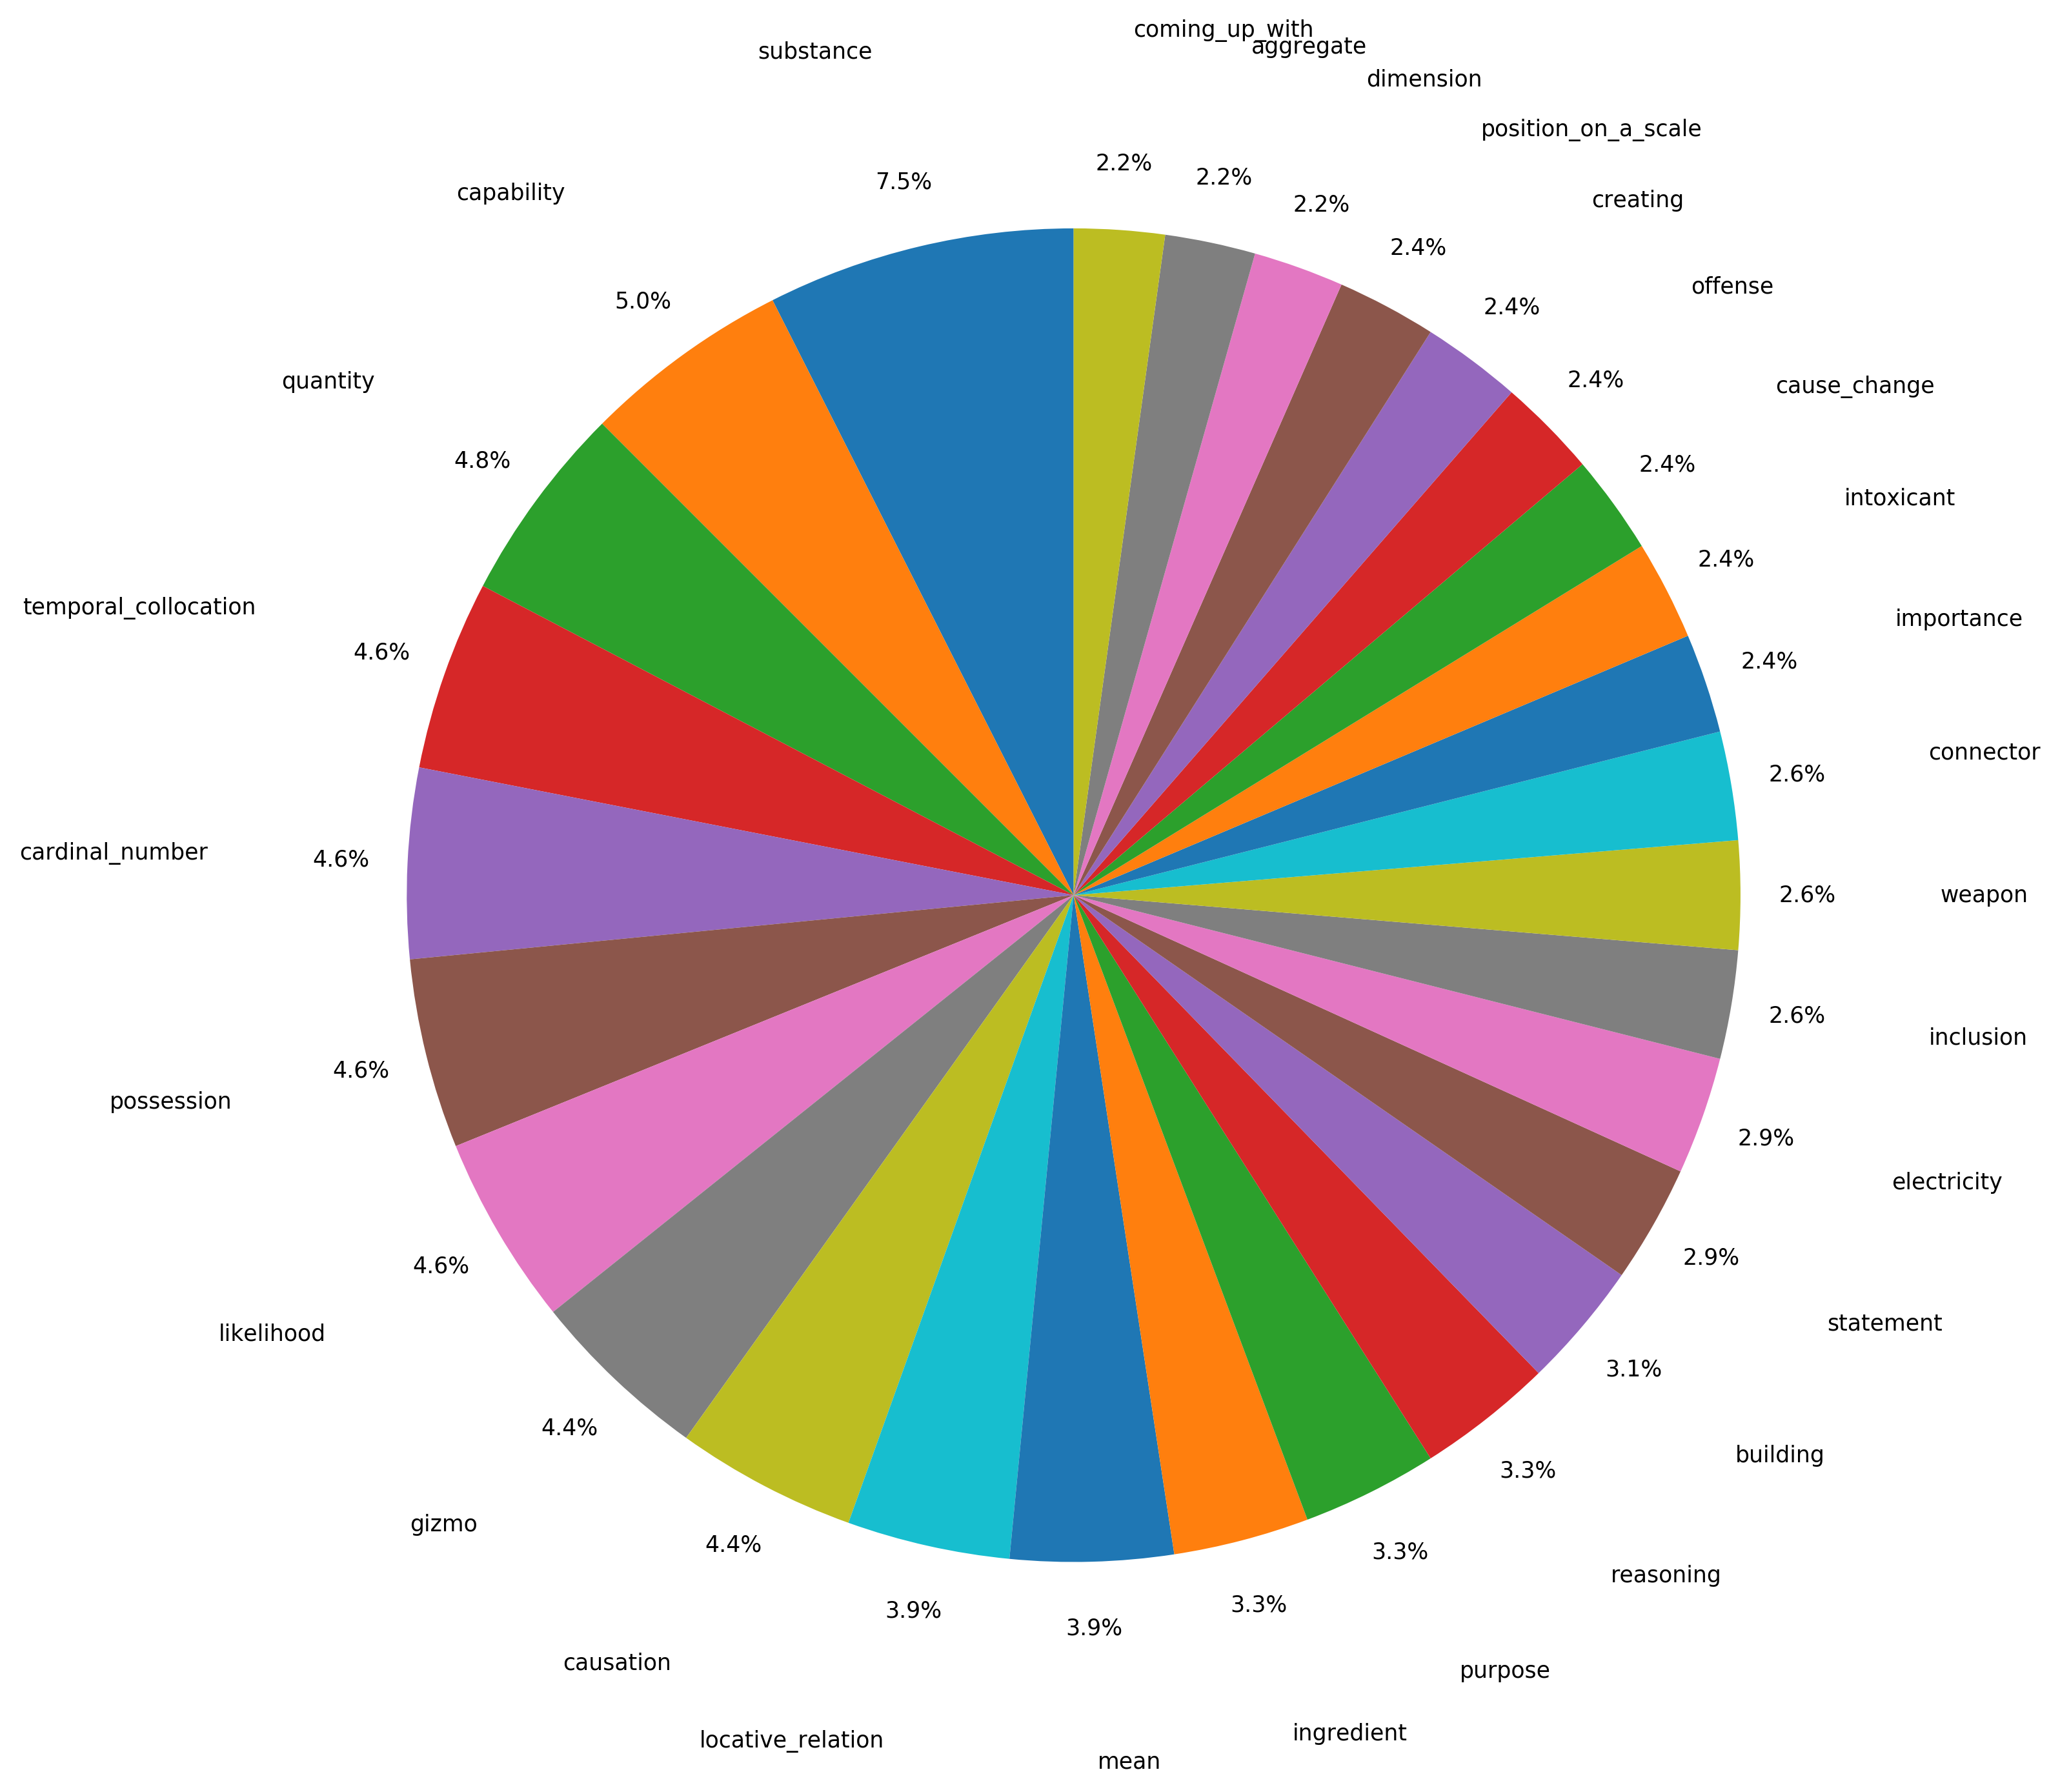 coming_up_with
aggregate
substance
dimension
position_on_a_scale
2.2%
2.2%
7.5%
capability
creating
2.2%
2.4%
offense
5.0%
2.4%
quantity
2.4%
cause_change
4.8%
2.4%
intoxicant
2.4%
temporal_collocation
importance
4.6%
2.4%
connector
2.6%
cardinal_number
4.6%
2.6%
weapon
2.6%
inclusion
4.6%
possession
2.9%
electricity
2.9%
4.6%
statement
likelihood
3.1%
4.4%
building
3.3%
gizmo
4.4%
3.3%
reasoning
3.9%
3.3%
3.9%
causation
purpose
locative_relation
ingredient
mean